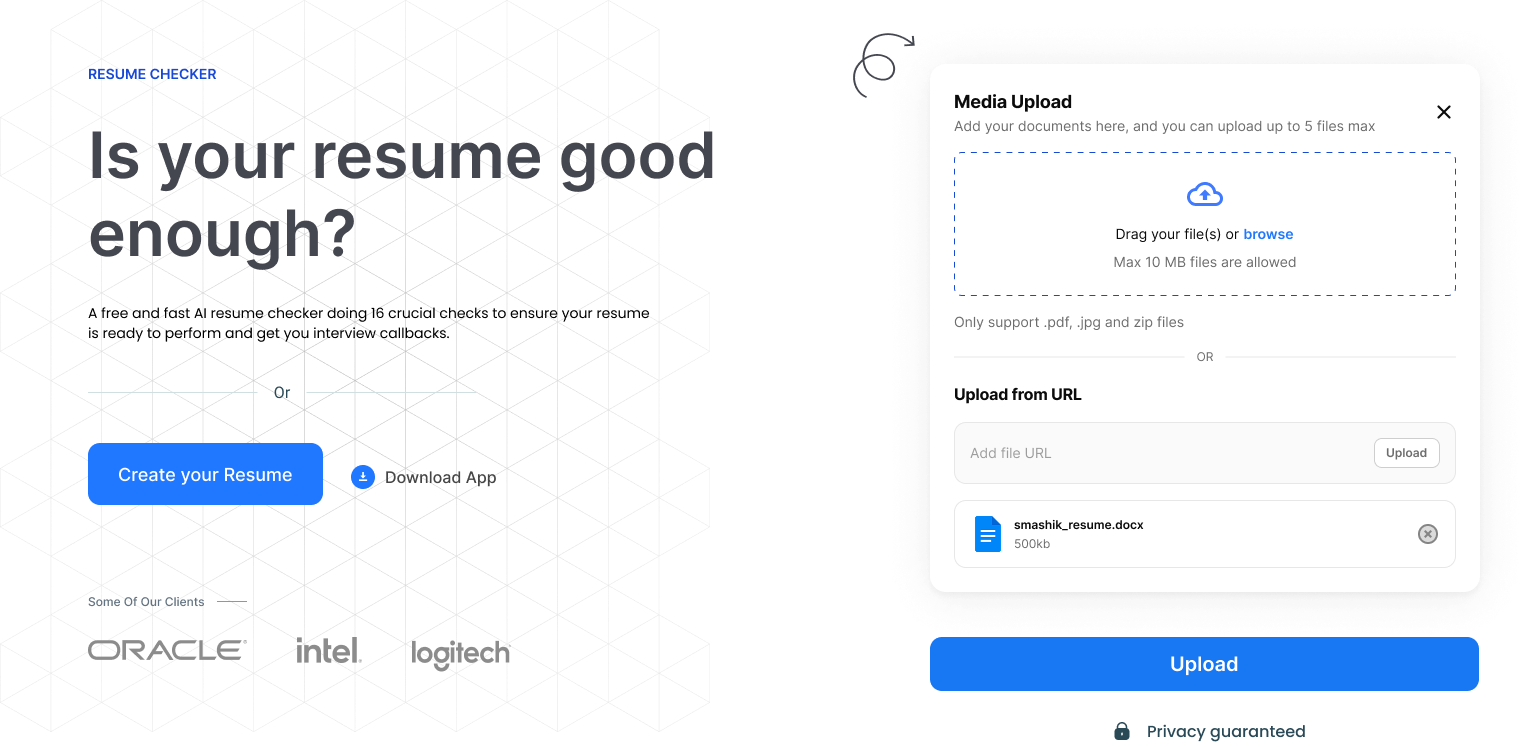 RESUME CHECKER
Is your resume good
enough?
A free and fast AI resume checker doing 16 crucial checks to ensure your resume
is ready to perform and get you interview callbacks.
Or
Create your Resume
Download App
Some Of Our Clients
ORACLE®
intel®
logitech
Media Upload
Add your documents here, and you can upload up to 5 files max
Drag your file(s) or browse
Max 10 MB files are allowed
Only support .pdf, .jpg and zip files
OR
Upload from URL
Add file URL
Upload
smashik_resume.docx
500kb
Upload
Privacy guaranteed